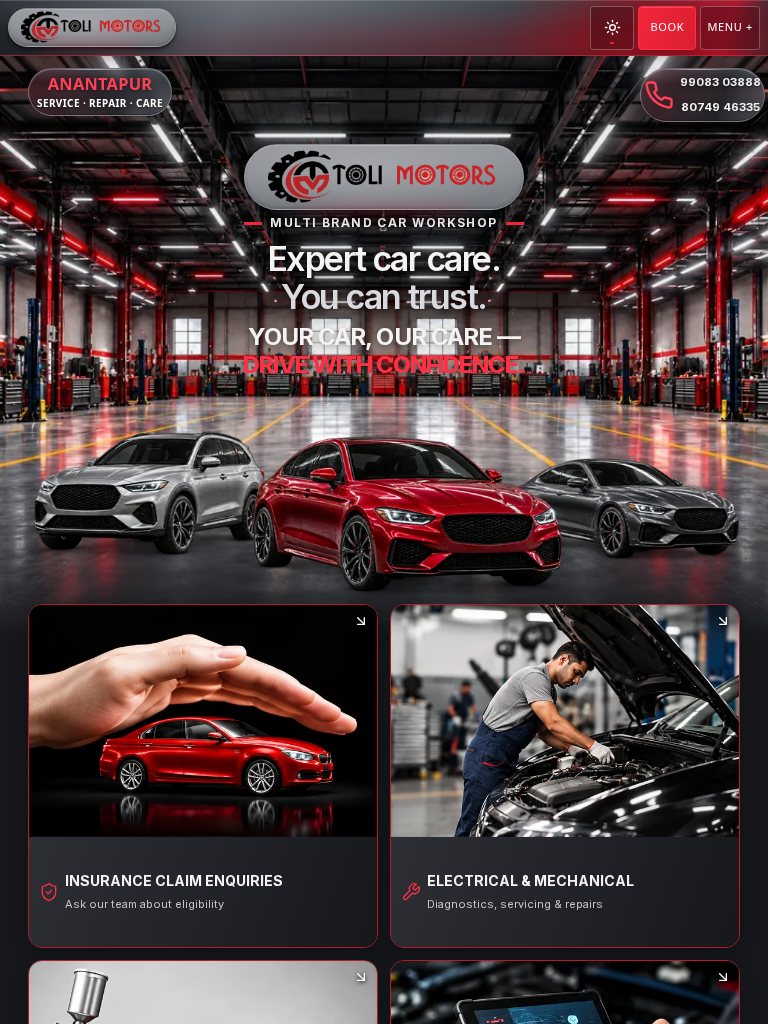 TOLI MOTORS
BOOK
MENU +
ANANTAPUR
SERVICE · REPAIR · CARE
99083 03888
80749 46335
TOLI MOTORS
MULTI BRAND CAR WORKSHOP
Expert car care.
You can trust.
YOUR CAR, OUR CARE —
DRIVE WITH CONFIDENCE
INSURANCE CLAIM ENQUIRIES
Ask our team about eligibility
ELECTRICAL & MECHANICAL
Diagnostics, servicing & repairs